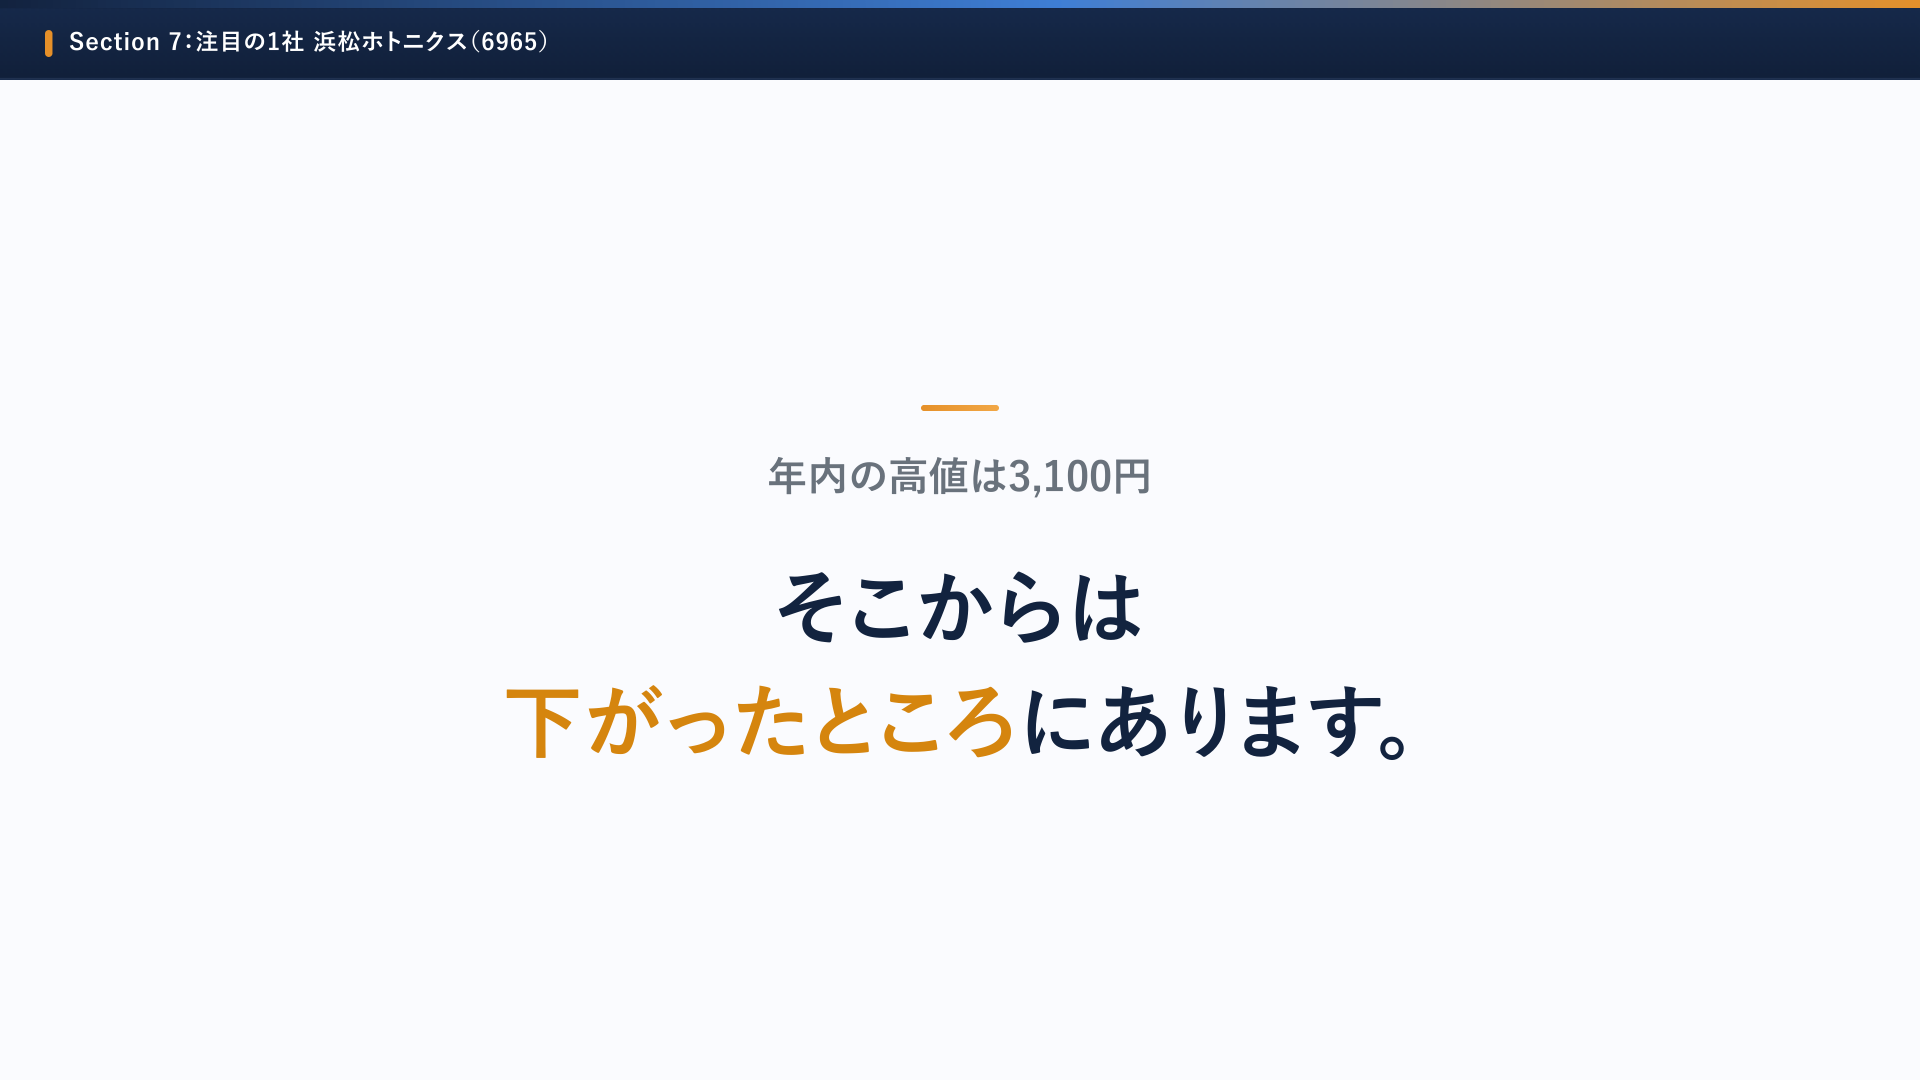 Section 7：注目の1社 浜松ホトニクス（6965）
年内の高値は3,100円
そこからは
下がったところにあります。